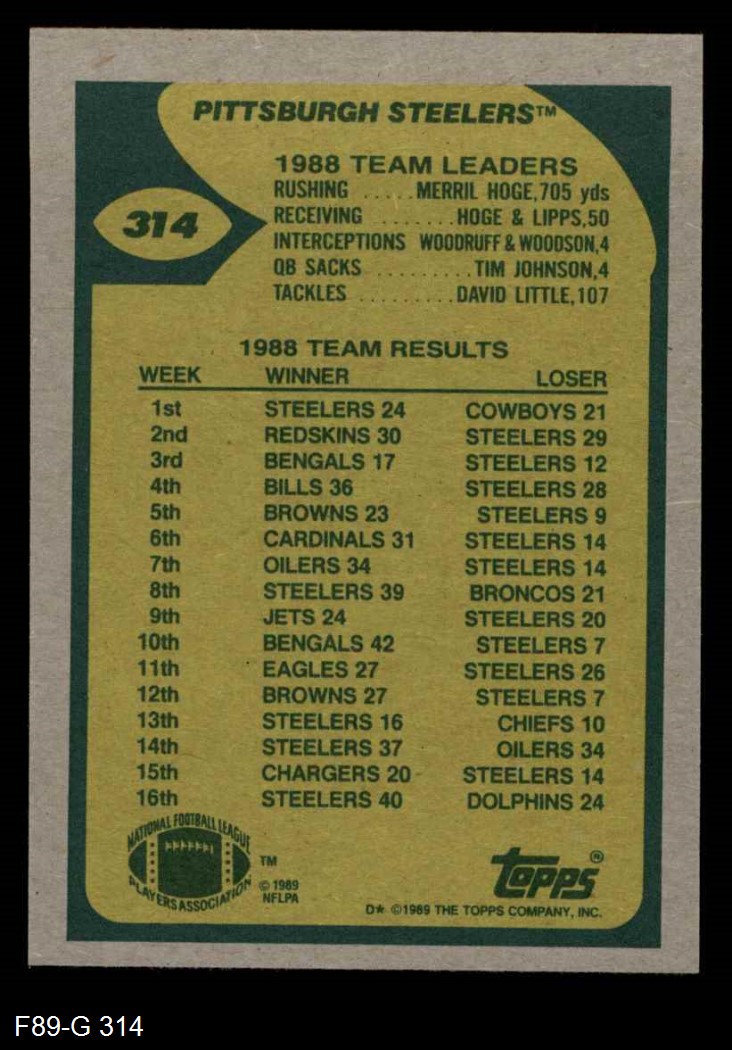 PITTSBURGH STEELERS™
1988 TEAM LEADERS
RUSHING .....MERRIL HOGE,705 yds
314
RECEIVING .......HOGE & LIPPS,50
INTERCEPTIONS WOODRUFF & WOODSON,4
QB SACKS .........TIM JOHNSON,4
TACKLES .........DAVID LITTLE,107
1988 TEAM RESULTS
WEEK WINNER LOSER
1st STEELERS 24 COWBOYS 21
2nd REDSKINS 30 STEELERS 29
3rd BENGALS 17 STEELERS 12
4th BILLS 36 STEELERS 28
5th BROWNS 23 STEELERS 9
6th CARDINALS 31 STEELERS 14
7th OILERS 34 STEELERS 14
8th STEELERS 39 BRONCOS 21
9th JETS 24 STEELERS 20
10th BENGALS 42 STEELERS 7
11th EAGLES 27 STEELERS 26
12th BROWNS 27 STEELERS 7
13th STEELERS 16 CHIEFS 10
14th STEELERS 37 OILERS 34
15th CHARGERS 20 STEELERS 14
16th STEELERS 40 DOLPHINS 24
NATIONAL FOOTBALL LEAGUE
PLAYERS ASSOCIATION
TM
© 1989
NFLPA
topps®
D* ©1989 THE TOPPS COMPANY, INC.
F89-G 314